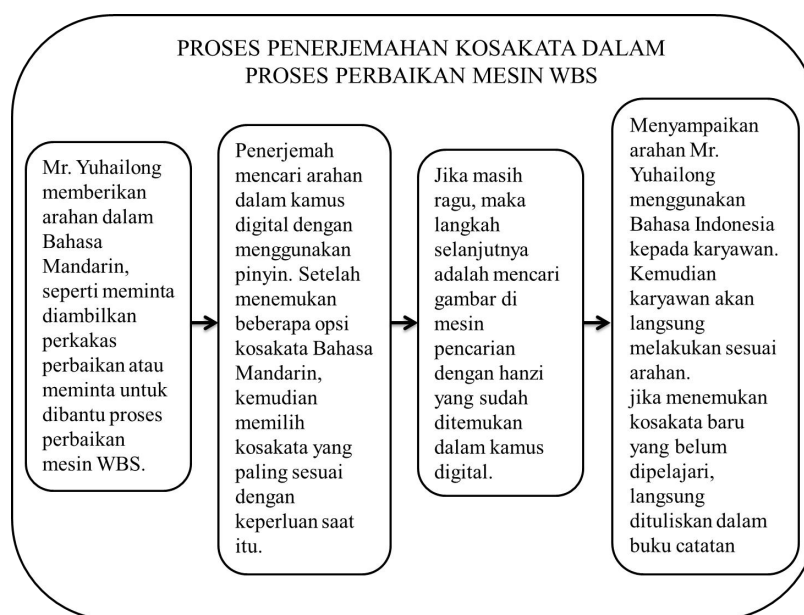 PROSES PENERJEMAHAN KOSAKATA DALAM
PROSES PERBAIKAN MESIN WBS
Mr. Yuhailong
memberikan
arahan dalam
Bahasa
Mandarin,
seperti meminta
diambilkan
perkakas
perbaikan atau
meminta untuk
dibantu proses
perbaikan
mesin WBS.
Penerjemah
mencari arahan
dalam kamus
digital dengan
menggunakan
pinyin. Setelah
menemukan
beberapa opsi
kosakata Bahasa
Mandarin,
kemudian
memilih
kosakata yang
paling sesuai
dengan
keperluan saat
itu.
Jika masih
ragu, maka
langkah
selanjutnya
adalah mencari
gambar di
mesin
pencarian
dengan hanzi
yang sudah
ditemukan
dalam kamus
digital.
Menyampaikan
arahan Mr.
Yuhailong
menggunakan
Bahasa Indonesia
kepada karyawan.
Kemudian
karyawan akan
langsung
melakukan sesuai
arahan.
jika menemukan
kosakata baru
yang belum
dipelajari,
langsung
dituliskan dalam
buku catatan